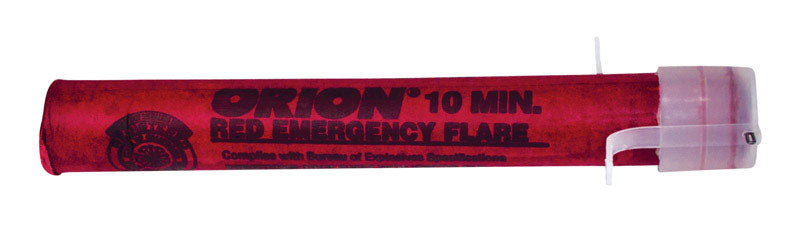 ORION® 10 MIN.
RED EMERGENCY FLARE
Complies with Bureau of Explosives Specifications